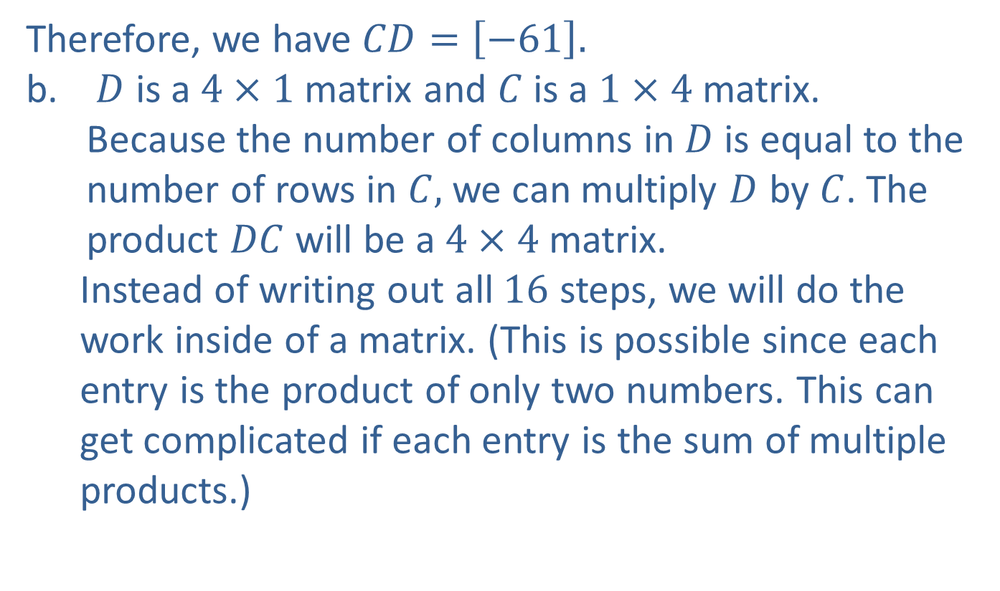 Therefore, we have CD = [−61].
b. D is a 4 × 1 matrix and C is a 1 × 4 matrix.
Because the number of columns in D is equal to the
number of rows in C, we can multiply D by C. The
product DC will be a 4 × 4 matrix.
Instead of writing out all 16 steps, we will do the
work inside of a matrix. (This is possible since each
entry is the product of only two numbers. This can
get complicated if each entry is the sum of multiple
products.)